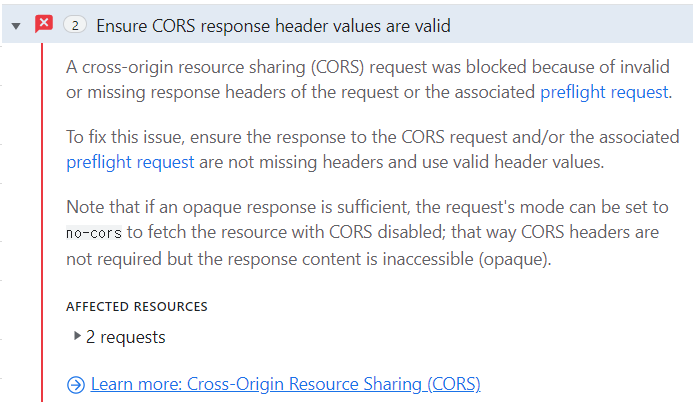 2 Ensure CORS response header values are valid
A cross-origin resource sharing (CORS) request was blocked because of invalid
or missing response headers of the request or the associated preflight request.
To fix this issue, ensure the response to the CORS request and/or the associated
preflight request are not missing headers and use valid header values.
Note that if an opaque response is sufficient, the request's mode can be set to
no-cors to fetch the resource with CORS disabled; that way CORS headers are
not required but the response content is inaccessible (opaque).
AFFECTED RESOURCES
2 requests
Learn more: Cross-Origin Resource Sharing (CORS)